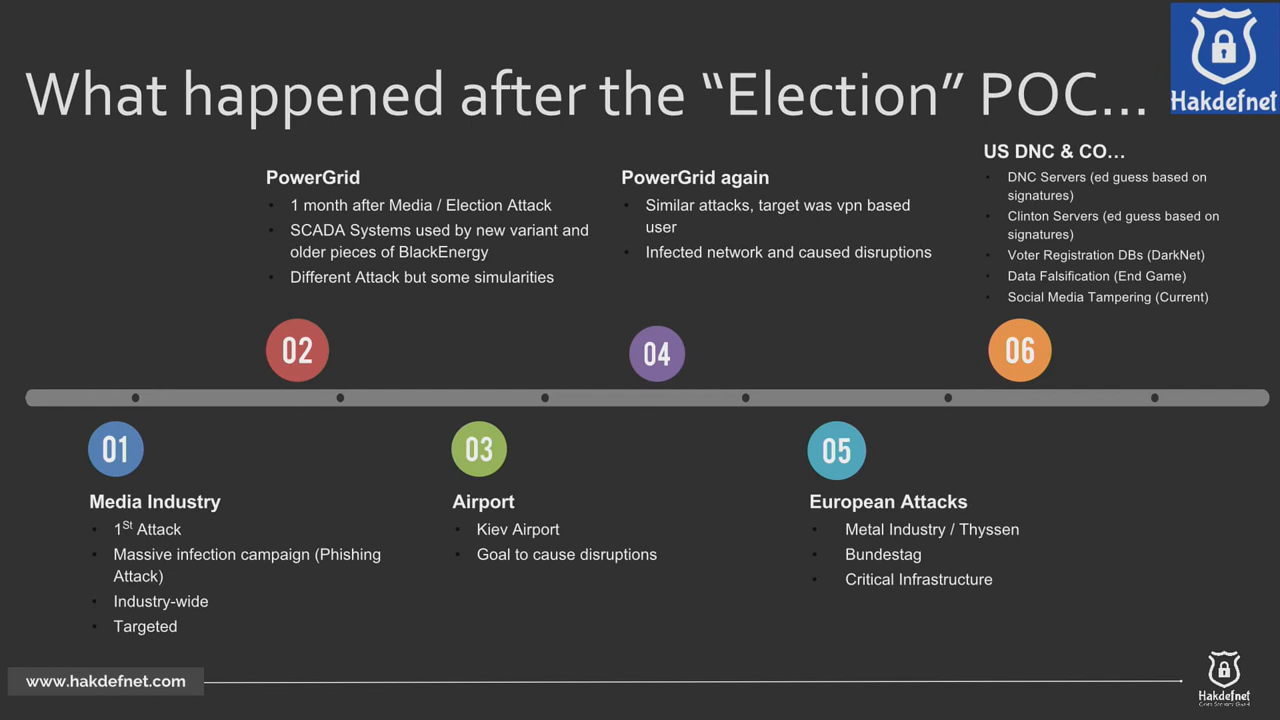 What happened after the “Election” POC...
Hakdefnet
PowerGrid
1 month after Media / Election Attack
SCADA Systems used by new variant and
older pieces of BlackEnergy
Different Attack but some simularities
PowerGrid again
Similar attacks, target was vpn based
user
Infected network and caused disruptions
US DNC & CO…
DNC Servers (ed guess based on
signatures)
Clinton Servers (ed guess based on
signatures)
Voter Registration DBs (DarkNet)
Data Falsification (End Game)
Social Media Tampering (Current)
02
04
06
01
03
05
Media Industry
1St Attack
Massive infection campaign (Phishing
Attack)
Industry-wide
Targeted
Airport
Kiev Airport
Goal to cause disruptions
European Attacks
Metal Industry / Thyssen
Bundestag
Critical Infrastructure
www.hakdefnet.com
Hakdefnet